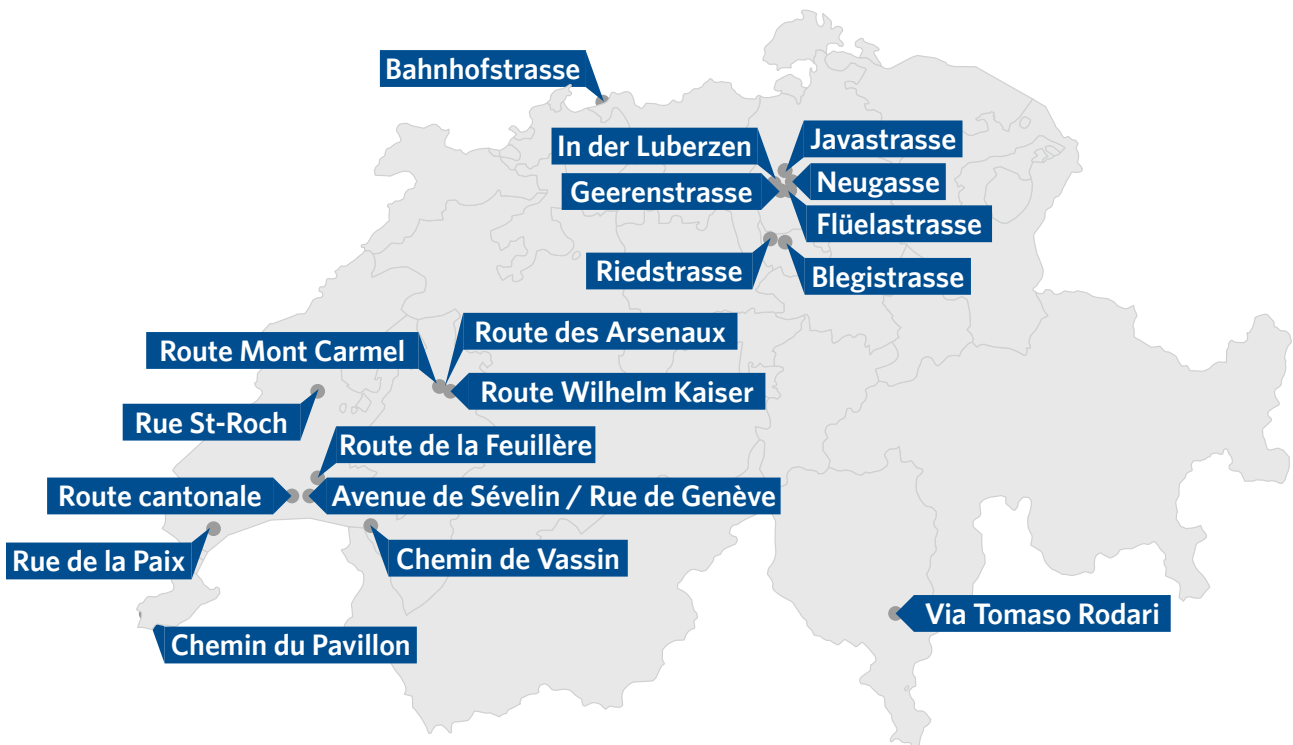 Bahnhofstrasse
Javastrasse
In der Luberzen
Neugasse
Geerenstrasse
Flüelastrasse
Riedstrasse
Blegistrasse
Route des Arsenaux
Route Mont Carmel
Route Wilhelm Kaiser
Rue St-Roch
Route de la Feuillère
Route cantonale
Avenue de Sévelin / Rue de Genève
Rue de la Paix
Chemin de Vassin
Via Tomaso Rodari
Chemin du Pavillon